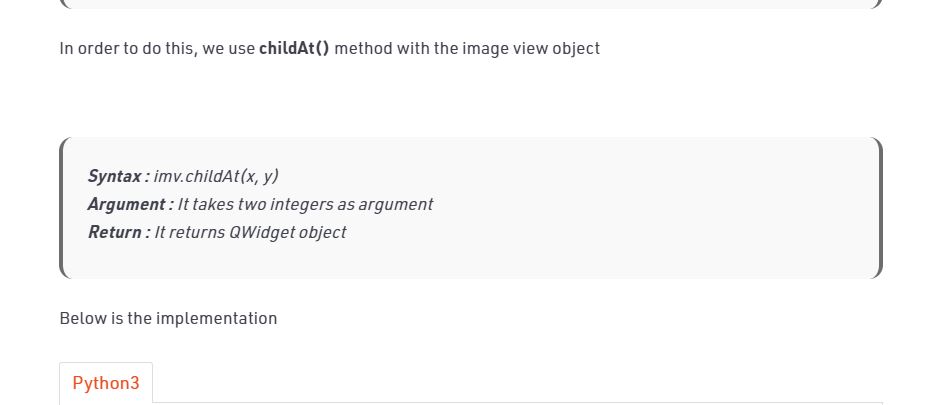 In order to do this, we use childAt() method with the image view object
Syntax : imv.childAt(x, y)
Argument : It takes two integers as argument
Return : It returns QWidget object
Below is the implementation
Python3